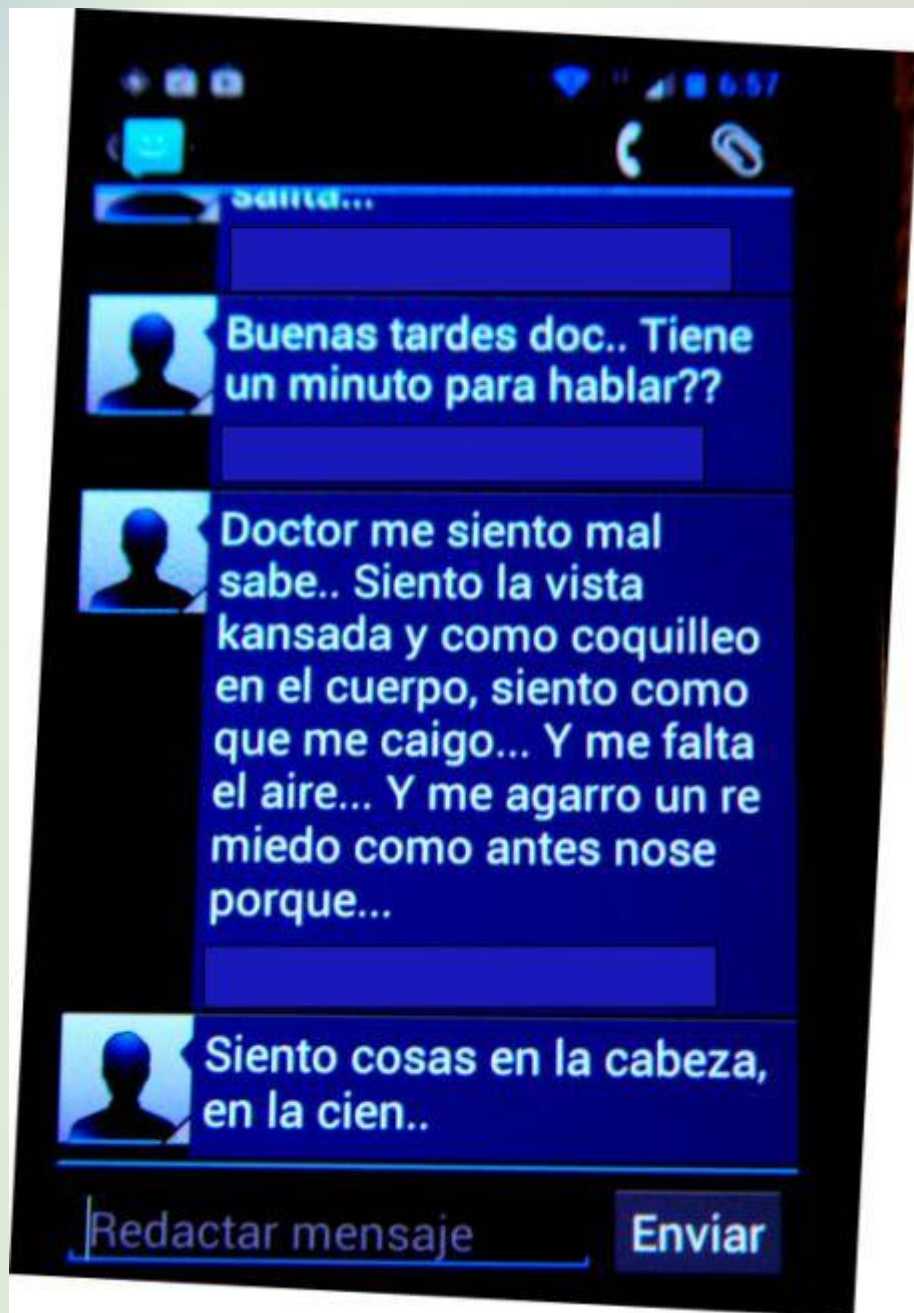 6:57
Buenas tardes doc.. Tiene
un minuto para hablar??
Doctor me siento mal
sabe.. Siento la vista
kansada y como coquilleo
en el cuerpo, siento como
que me caigo... Y me falta
el aire... Y me agarro un re
miedo como antes nose
porque...
Siento cosas en la cabeza,
en la cien..
Redactar mensaje
Enviar